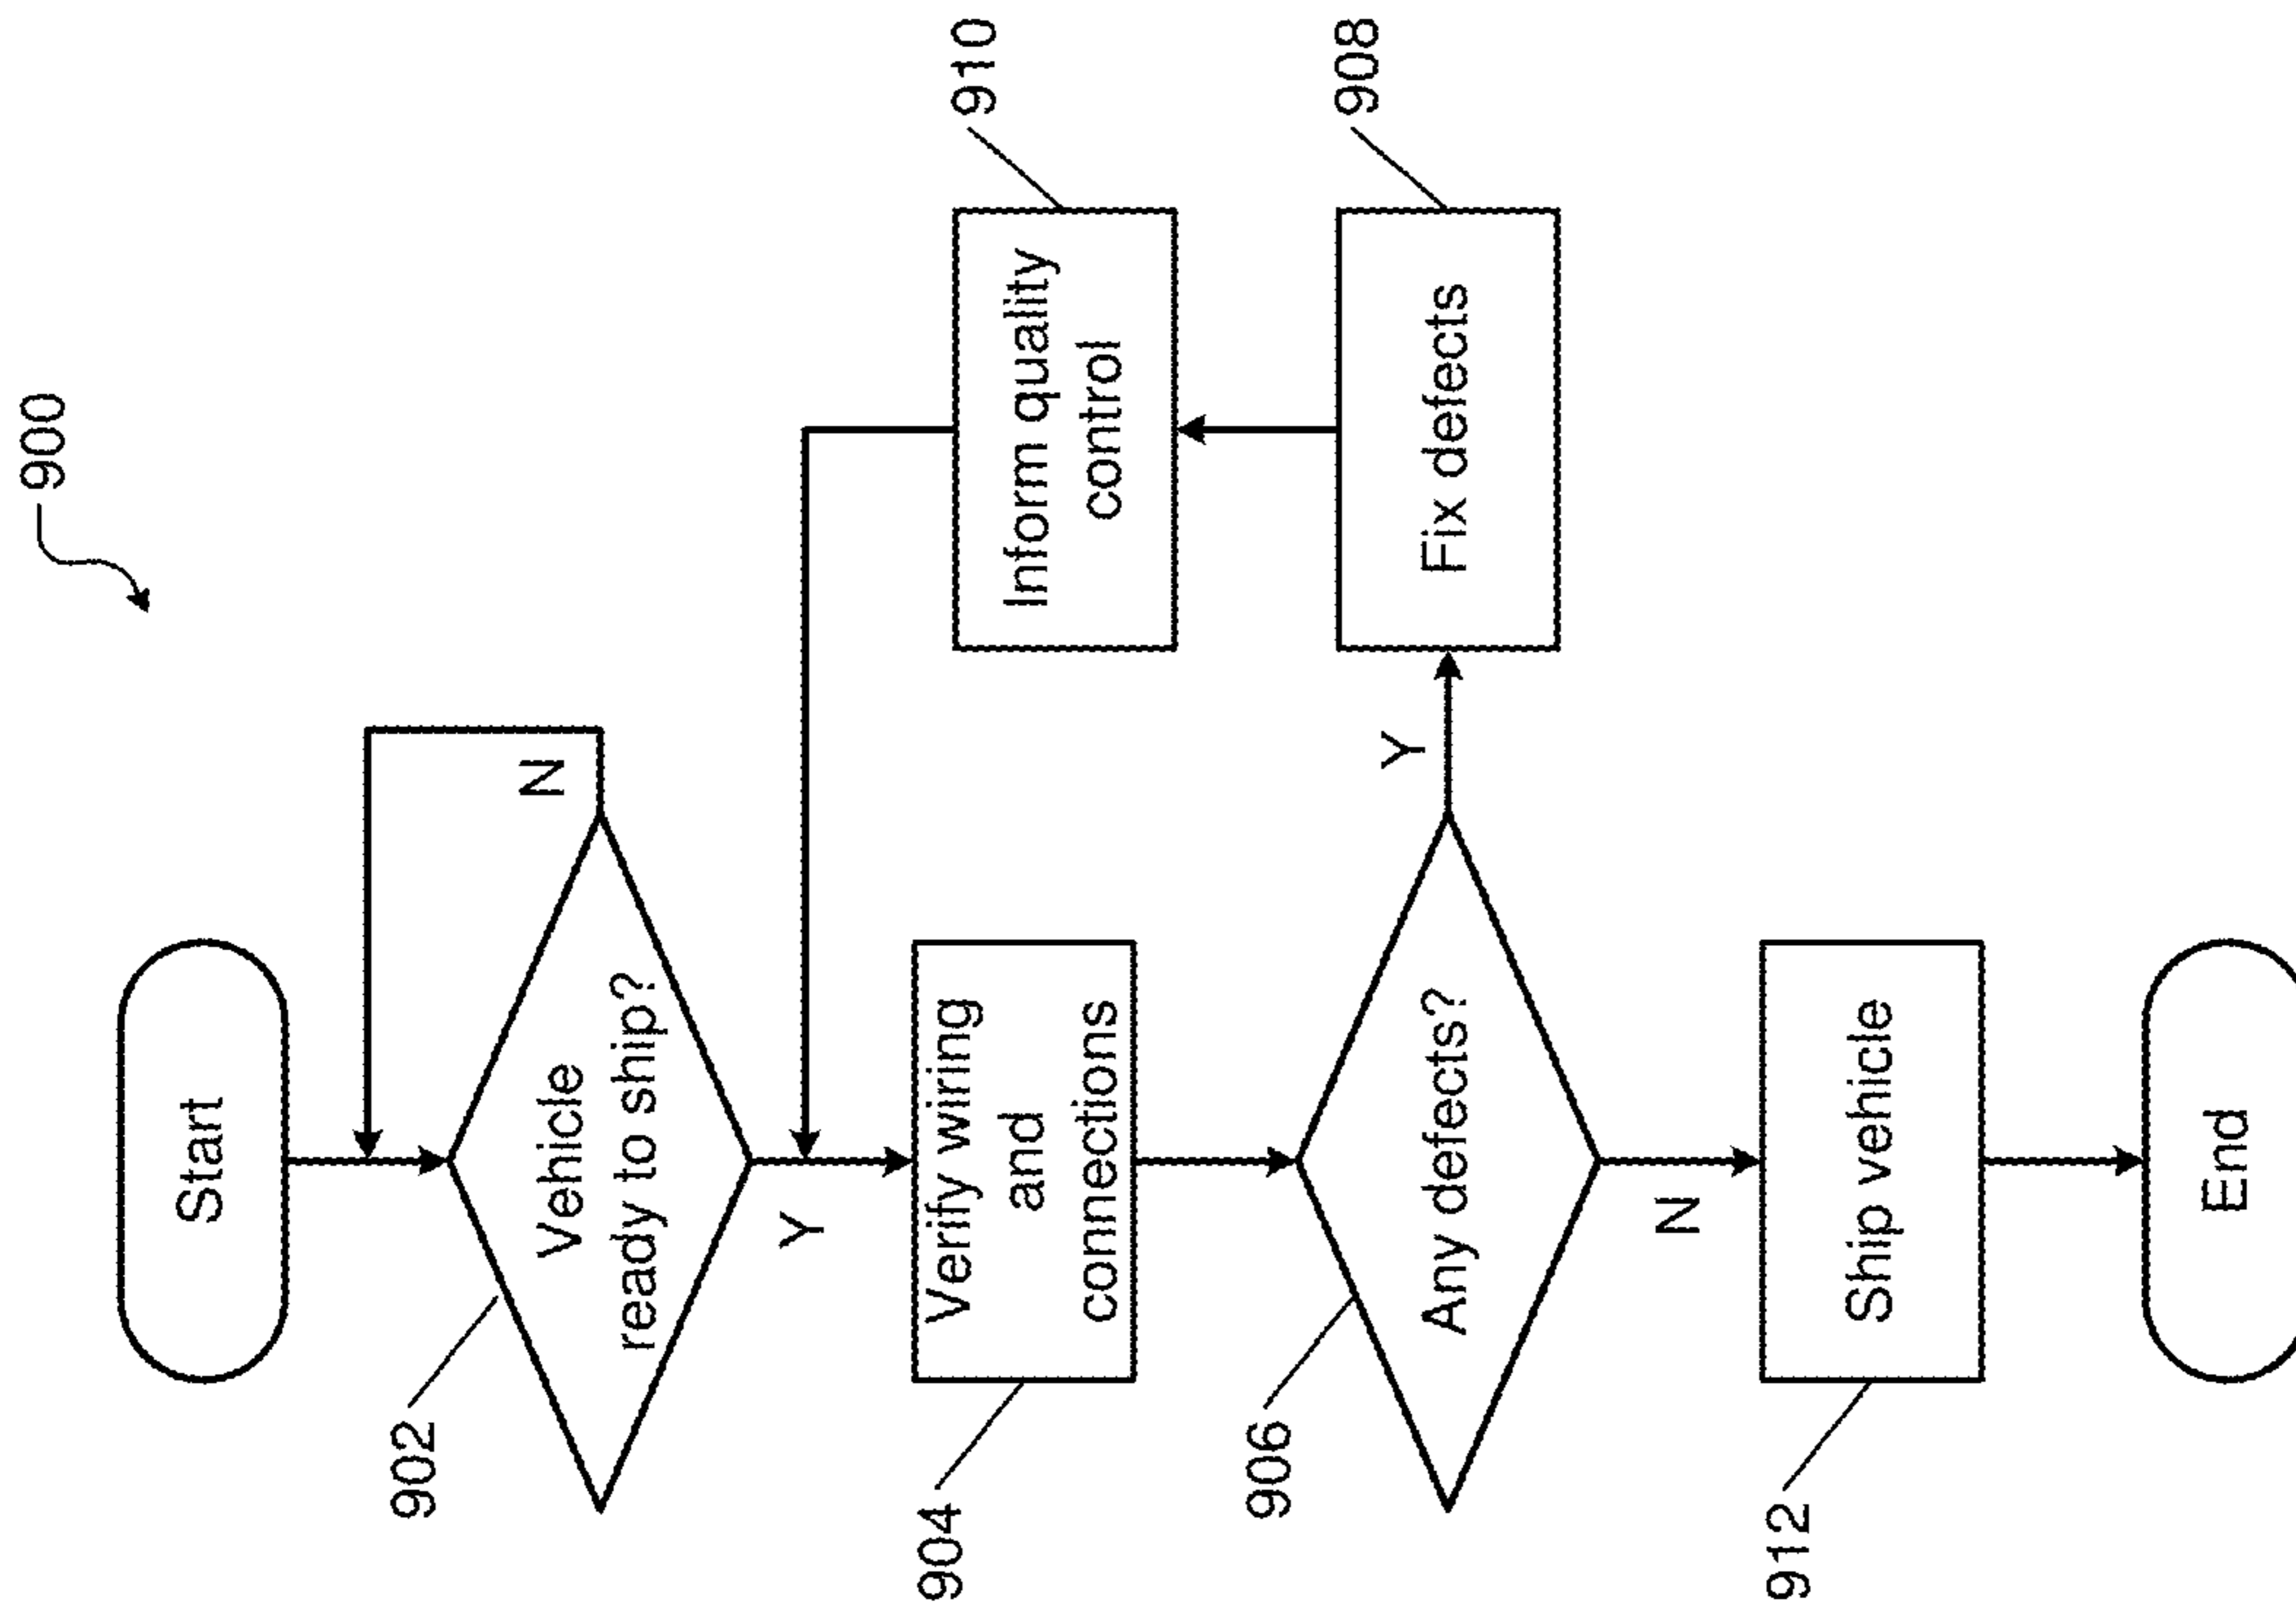 900
Start
902
Vehicle
ready to ship?
N
Y
904
Verify wiring
and
connections
Inform quality
control
910
906
Any defects?
Y
Fix defects
908
N
912
Ship vehicle
End